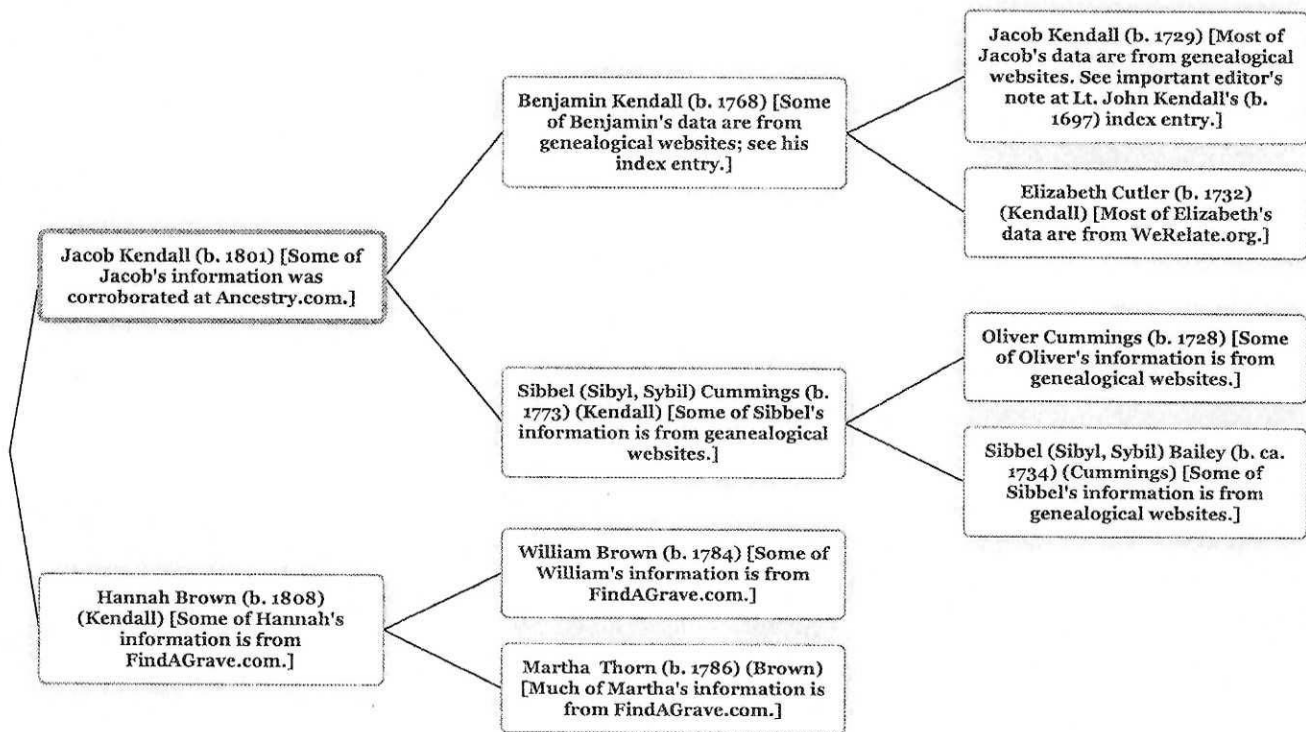 Jacob Kendall (b. 1801) [Some of
Jacob's information was
corroborated at Ancestry.com.]
Hannah Brown (b. 1808)
(Kendall) [Some of Hannah's
information is from
FindAGrave.com.]
Benjamin Kendall (b. 1768) [Some
of Benjamin's data are from
genealogical websites; see his
index entry.]
Sibbel (Sibyl, Sybil) Cummings (b.
1773) (Kendall) [Some of Sibbel's
information is from geanealogical
websites.]
William Brown (b. 1784) [Some of
William's information is from
FindAGrave.com.]
Martha Thorn (b. 1786) (Brown)
[Much of Martha's information is
from FindAGrave.com.]
Jacob Kendall (b. 1729) [Most of
Jacob's data are from genealogical
websites. See important editor's
note at Lt. John Kendall's (b.
1697) index entry.]
Elizabeth Cutler (b. 1732)
(Kendall) [Most of Elizabeth's
data are from WeRelate.org.]
Oliver Cummings (b. 1728) [Some
of Oliver's information is from
genealogical websites.]
Sibbel (Sibyl, Sybil) Bailey (b. ca.
1734) (Cummings) [Some of
Sibbel's information is from
genealogical websites.]